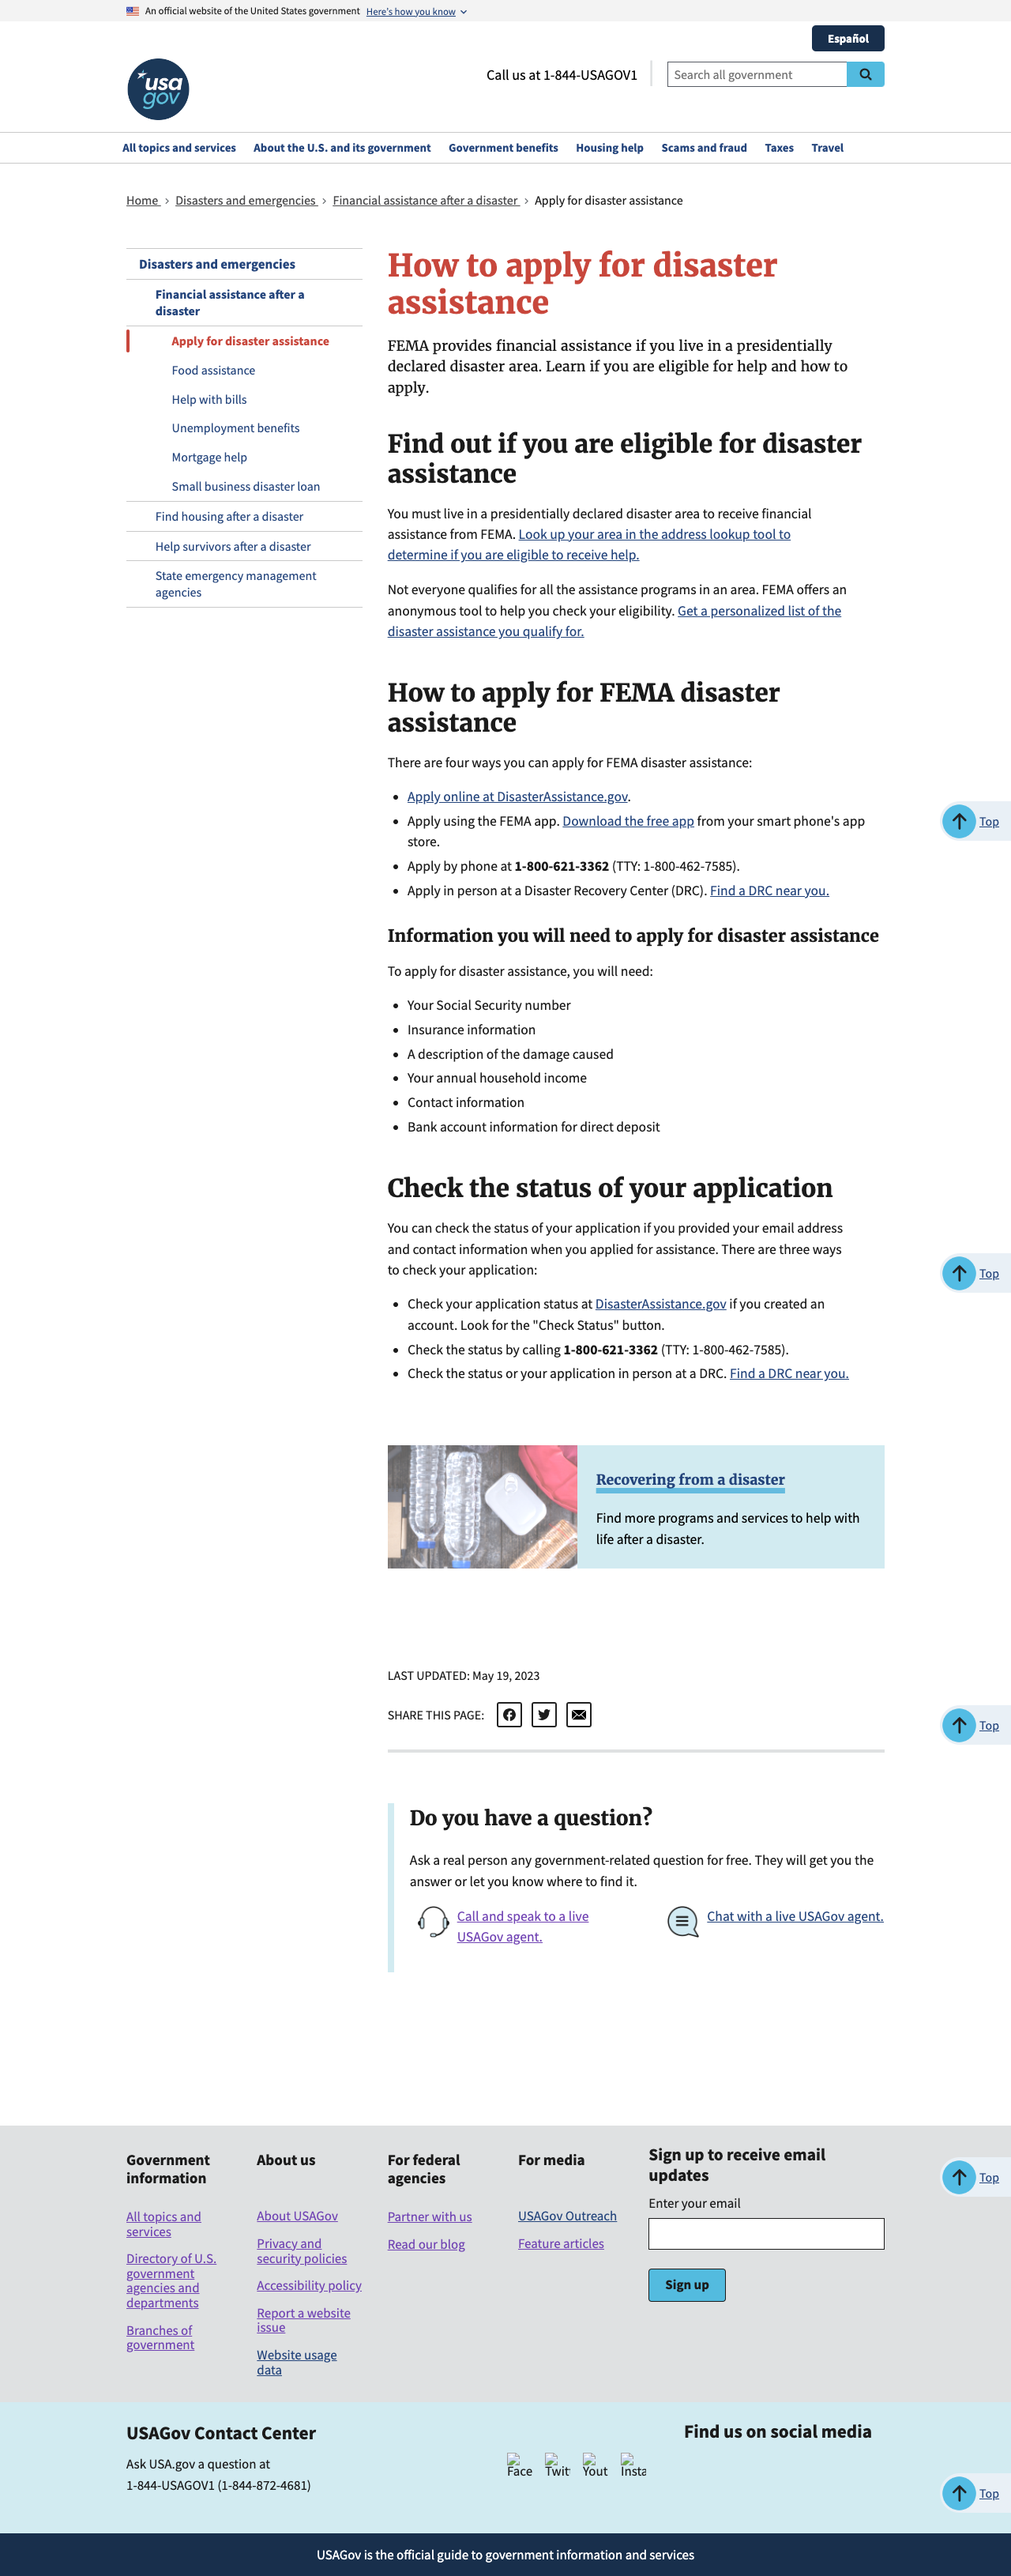 An official website of the United States government Here's how you know
Español
usa
gov
Call us at 1-844-USAGOV1
Search all government
All topics and services About the U.S. and its government Government benefits Housing help Scams and fraud Taxes Travel
Home Disasters and emergencies Financial assistance after a disaster Apply for disaster assistance
Disasters and emergencies
Financial assistance after a
disaster
Apply for disaster assistance
Food assistance
Help with bills
Unemployment benefits
Mortgage help
Small business disaster loan
Find housing after a disaster
Help survivors after a disaster
State emergency management
agencies
How to apply for disaster
assistance
FEMA provides financial assistance if you live in a presidentially
declared disaster area. Learn if you are eligible for help and how to
apply.
Find out if you are eligible for disaster
assistance
You must live in a presidentially declared disaster area to receive financial
assistance from FEMA. Look up your area in the address lookup tool to
determine if you are eligible to receive help.
Not everyone qualifies for all the assistance programs in an area. FEMA offers an
anonymous tool to help you check your eligibility. Get a personalized list of the
disaster assistance you qualify for.
How to apply for FEMA disaster
assistance
There are four ways you can apply for FEMA disaster assistance:
Apply online at DisasterAssistance.gov.
Apply using the FEMA app. Download the free app from your smart phone's app
store.
Apply by phone at 1-800-621-3362 (TTY: 1-800-462-7585).
Apply in person at a Disaster Recovery Center (DRC). Find a DRC near you.
Top
Information you will need to apply for disaster assistance
To apply for disaster assistance, you will need:
Your Social Security number
Insurance information
A description of the damage caused
Your annual household income
Contact information
Bank account information for direct deposit
Check the status of your application
You can check the status of your application if you provided your email address
and contact information when you applied for assistance. There are three ways
to check your application:
Top
Check your application status at DisasterAssistance.gov if you created an
account. Look for the "Check Status" button.
Check the status by calling 1-800-621-3362 (TTY: 1-800-462-7585).
Check the status or your application in person at a DRC. Find a DRC near you.
Recovering from a disaster
Find more programs and services to help with
life after a disaster.
LAST UPDATED: May 19, 2023
SHARE THIS PAGE:
Top
Do you have a question?
Ask a real person any government-related question for free. They will get you the
answer or let you know where to find it.
Call and speak to a live
USAGov agent.
Chat with a live USAGov agent.
Government
information
All topics and
services
Directory of U.S.
government
agencies and
departments
Branches of
government
About us
About USAGov
Privacy and
security policies
Accessibility policy
Report a website
issue
Website usage
data
For federal
agencies
Partner with us
Read our blog
For media
USAGov Outreach
Feature articles
Sign up to receive email
updates
Enter your email
Sign up
Top
USAGov Contact Center
Ask USA.gov a question at
1-844-USAGOV1 (1-844-872-4681)
Find us on social media
Face Twitt Yout Insta
Top
USAGov is the official guide to government information and services